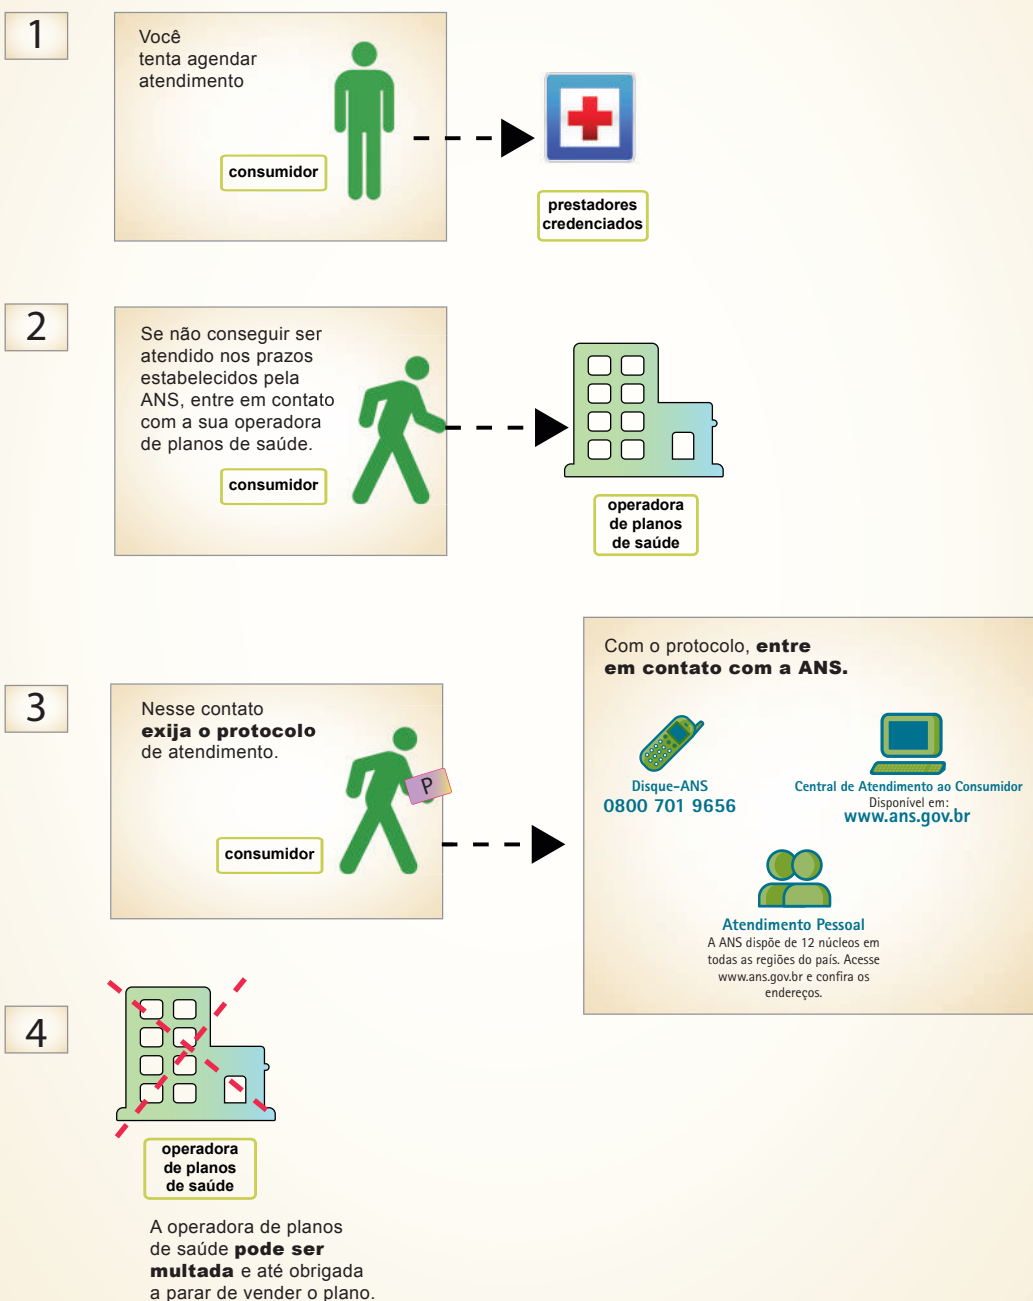 1
Você
tenta agendar
atendimento
consumidor
prestadores
credenciados
2
Se não conseguir ser
atendido nos prazos
estabelecidos pela
ANS, entre em contato
com a sua operadora
de planos de saúde.
consumidor
operadora
de planos
de saúde
3
Nesse contato
exija o protocolo
de atendimento.
P
consumidor
Com o protocolo, entre
em contato com a ANS.
Disque-ANS
0800 701 9656
Central de Atendimento ao Consumidor
Disponível em:
www.ans.gov.br
Atendimento Pessoal
A ANS dispõe de 12 núcleos em
todas as regiões do país. Acesse
www.ans.gov.br e confira os
endereços.
4
operadora
de planos
de saúde
A operadora de planos
de saúde pode ser
multada e até obrigada
a parar de vender o plano.